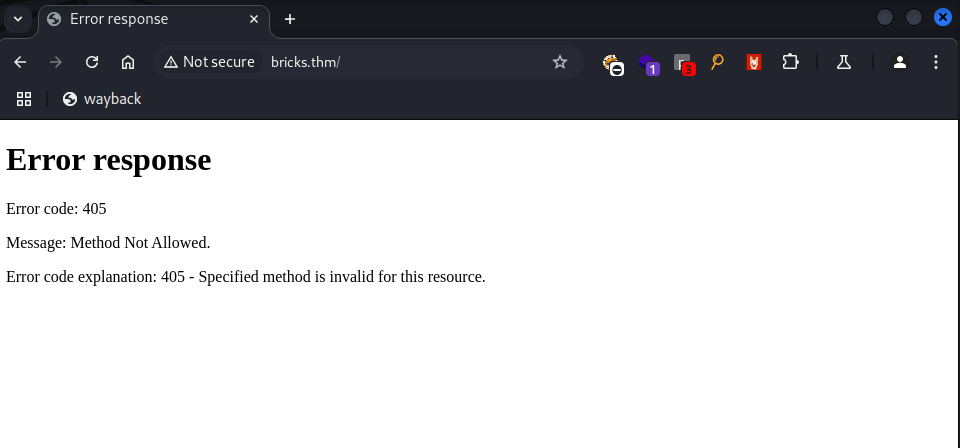 Error response
Not secure
bricks.thm/
1
3
wayback
Error response
Error code: 405
Message: Method Not Allowed.
Error code explanation: 405 - Specified method is invalid for this resource.